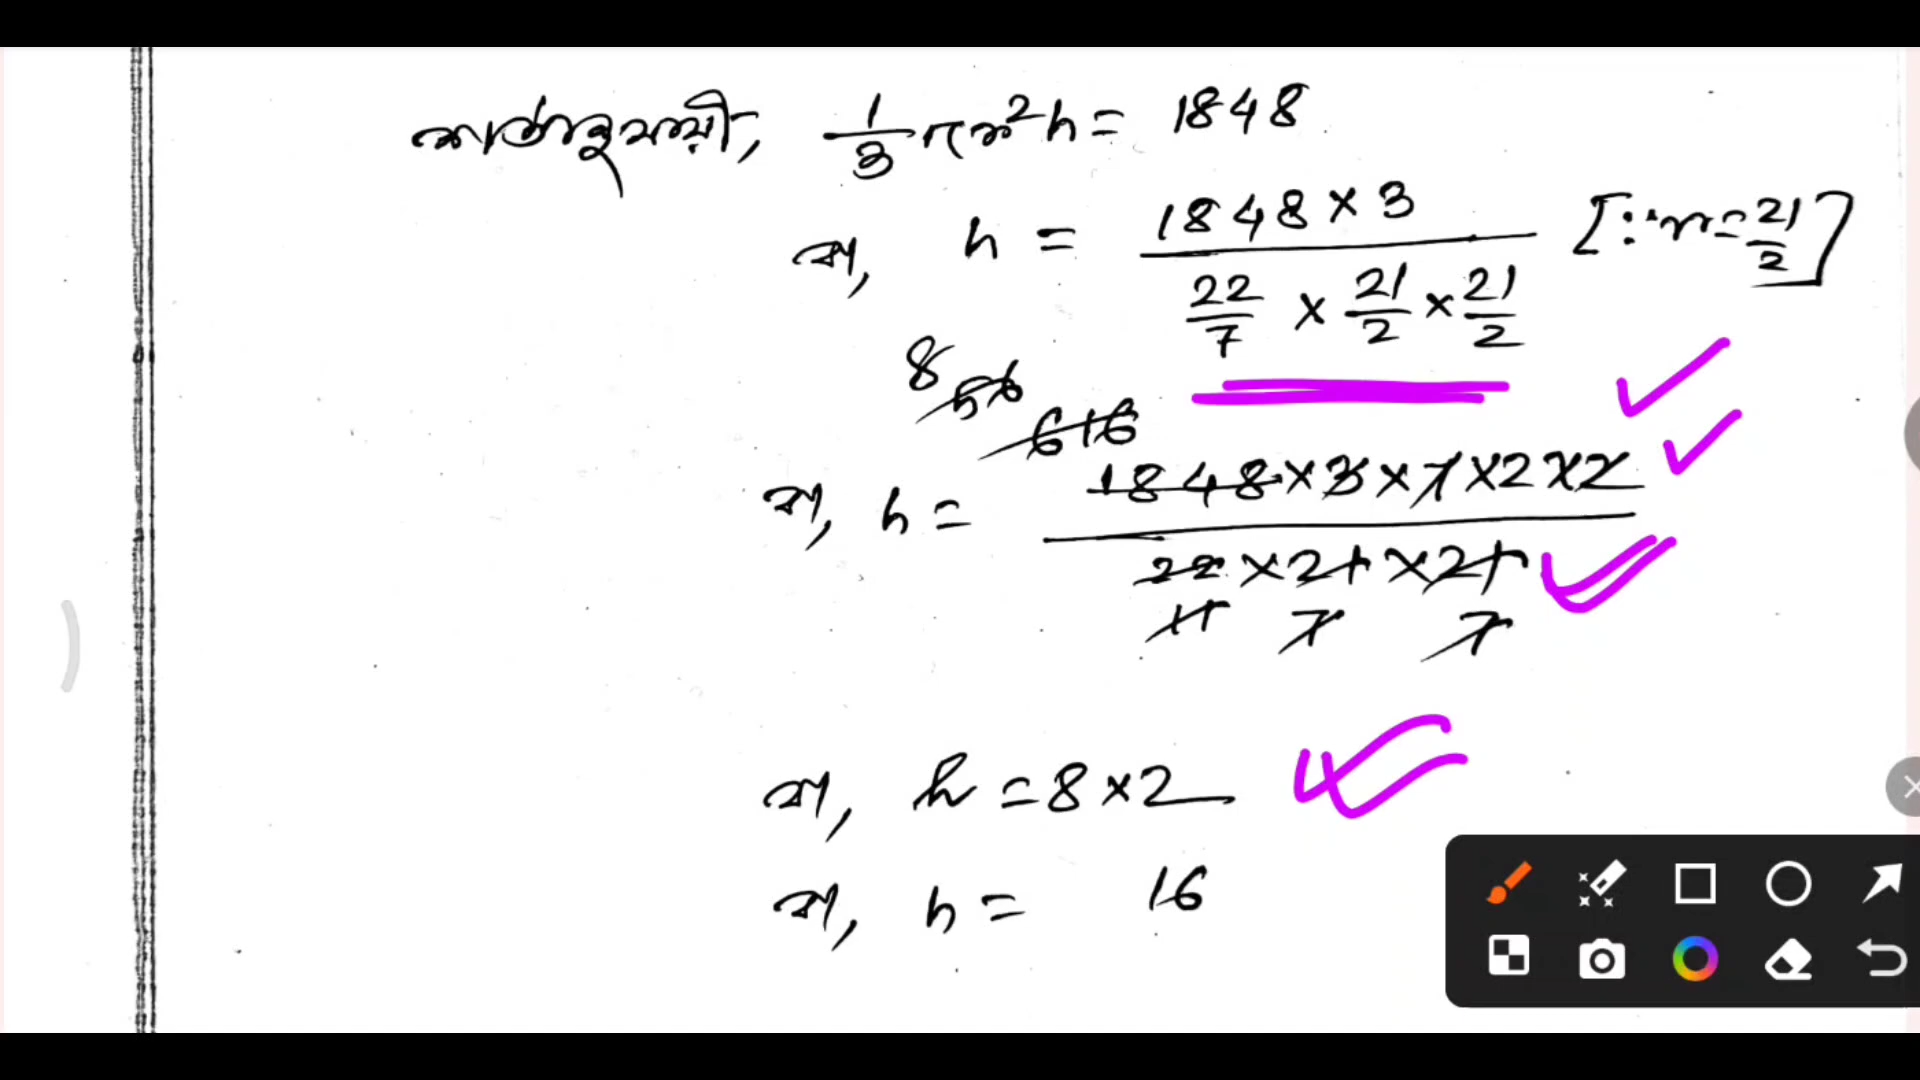 শর্তানুযায়ী, 1/3 πr²h = 1848
বা, h = (1848 × 3)/(22/7 × 21/2 × 21/2) [∵ r = 21/2]
8 56
616
বা, h = (1848 × 3 × 7 × 2 × 2)/(22 × 21 × 21)
11 7 7
বা, h = 8 × 2
বা, h = 16